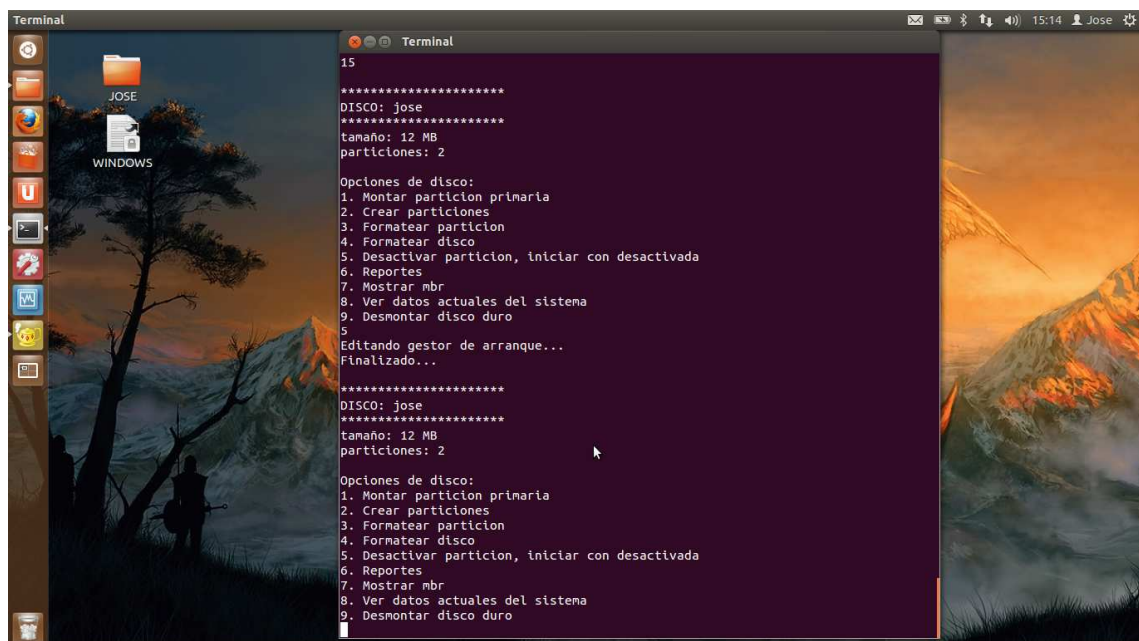 Terminal
15:14 Jose
JOSE
WINDOWS
Terminal
15
**********************
DISCO: jose
**********************
tamaño: 12 MB
particiones: 2
Opciones de disco:
1. Montar particion primaria
2. Crear particiones
3. Formatear particion
4. Formatear disco
5. Desactivar particion, iniciar con desactivada
6. Reportes
7. Mostrar mbr
8. Ver datos actuales del sistema
9. Desmontar disco duro
5
Editando gestor de arranque...
Finalizado...
**********************
DISCO: jose
**********************
tamaño: 12 MB
particiones: 2
Opciones de disco:
1. Montar particion primaria
2. Crear particiones
3. Formatear particion
4. Formatear disco
5. Desactivar particion, iniciar con desactivada
6. Reportes
7. Mostrar mbr
8. Ver datos actuales del sistema
9. Desmontar disco duro